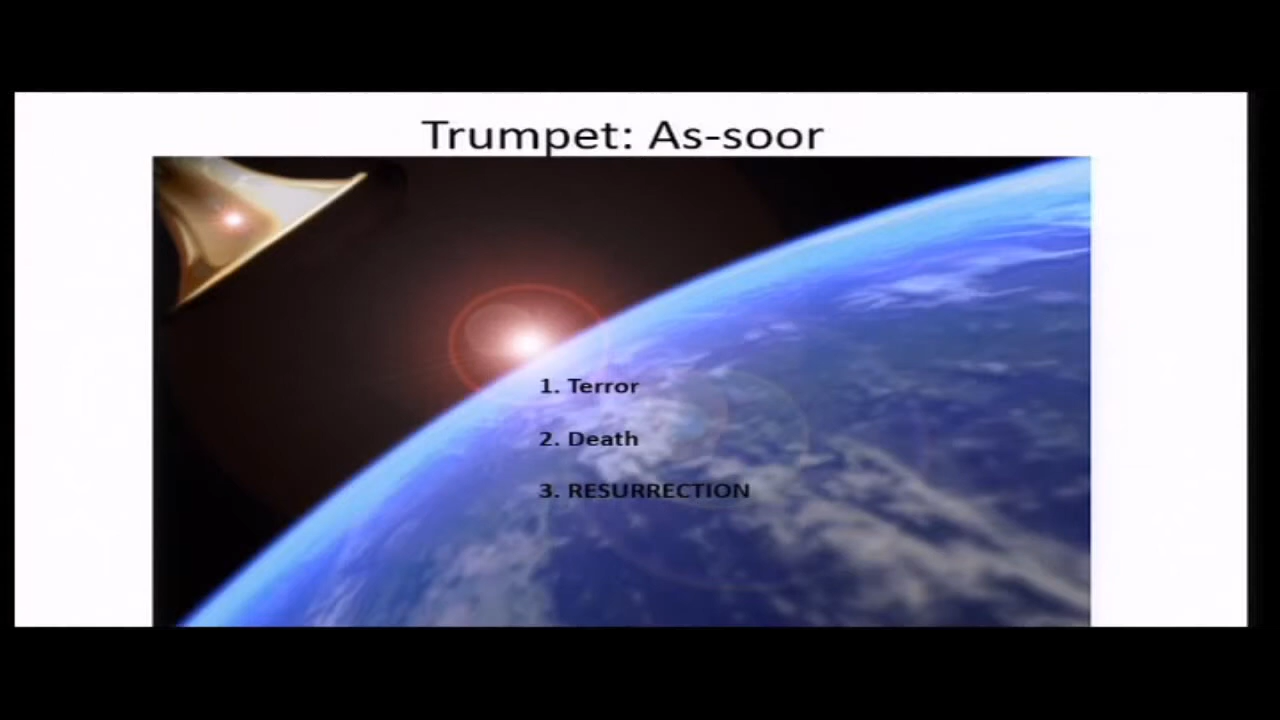 Trumpet: As-soor
1. Terror
2. Death
3. RESURRECTION